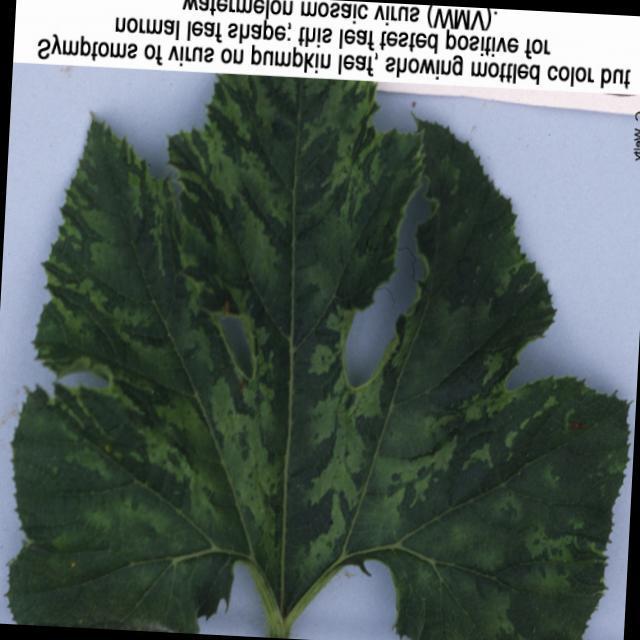 Symptoms of virus on pumpkin leaf, showing mottled color but
normal leaf shape; this leaf tested positive for
watermelon mosaic virus (WMV).